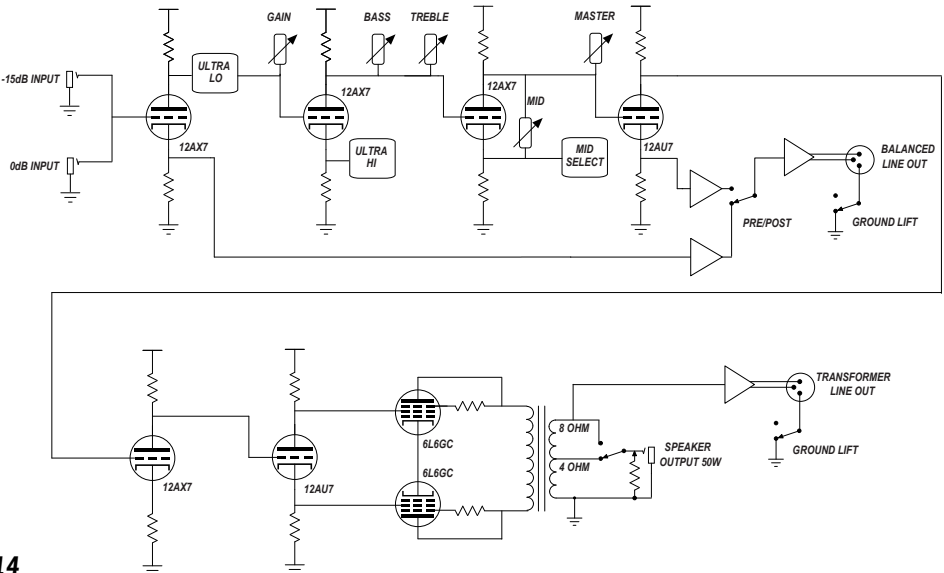 GAIN
BASS
TREBLE
MASTER
-15dB INPUT
ULTRA
LO
12AX7
12AX7
MID
12AX7
0dB INPUT
ULTRA
HI
MID
SELECT
12AU7
BALANCED
LINE OUT
PRE/POST
GROUND LIFT
TRANSFORMER
LINE OUT
8 OHM
6L6GC
SPEAKER
OUTPUT 50W
GROUND LIFT
4 OHM
6L6GC
12AX7
12AU7
14